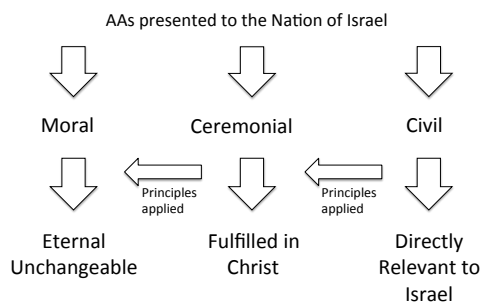 AAs presented to the Nation of Israel
Moral
Ceremonial
Civil
Principles
applied
Principles
applied
Eternal
Unchangeable
Fulfilled in
Christ
Directly
Relevant to
Israel